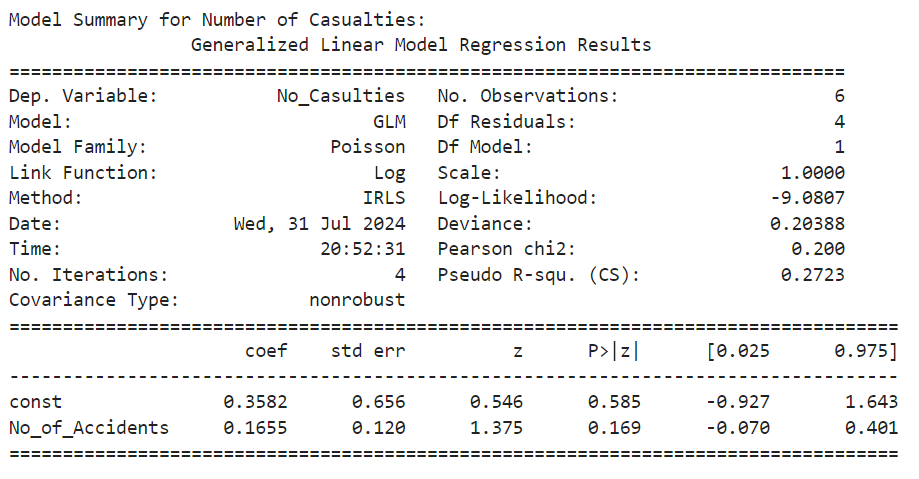 Model Summary for Number of Casualties:
                 Generalized Linear Model Regression Results
==============================================================================
Dep. Variable:           No_Casulties   No. Observations:                    6
Model:                            GLM   Df Residuals:                        4
Model Family:                 Poisson   Df Model:                            1
Link Function:                    Log   Scale:                          1.0000
Method:                          IRLS   Log-Likelihood:                -9.0807
Date:                Wed, 31 Jul 2024   Deviance:                      0.20388
Time:                        20:52:31   Pearson chi2:                    0.200
No. Iterations:                     4   Pseudo R-squ. (CS):             0.2723
Covariance Type:            nonrobust
===================================================================================
                      coef    std err          z      P>|z|      [0.025      0.975]
-----------------------------------------------------------------------------------
const               0.3582      0.656      0.546      0.585      -0.927       1.643
No_of_Accidents     0.1655      0.120      1.375      0.169      -0.070       0.401
===================================================================================